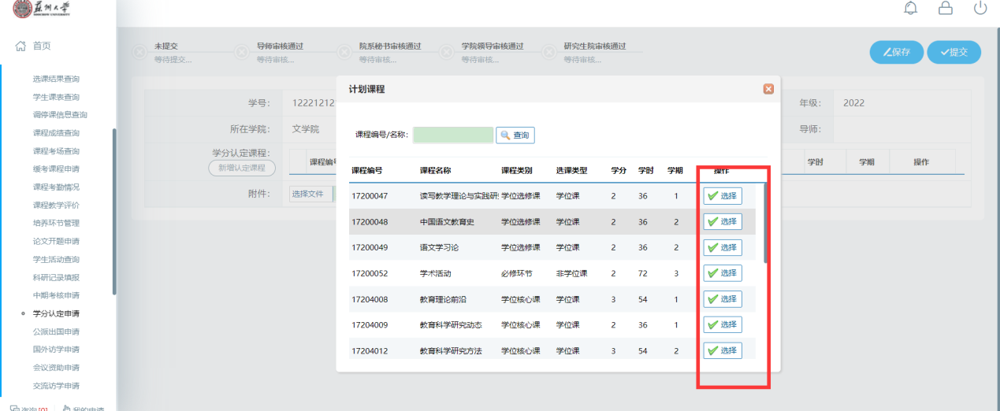 蘇州大学
SOOCHOW UNIVERSITY
首页
选课结果查询
学生课表查询
调停课信息查询
课程成绩查询
课程考场查询
缓考课程申请
课程考勤情况
课程教学评价
培养环节管理
论文开题申请
学生活动查询
科研记录填报
中期考核申请
学分认定申请
公派出国申请
国外访学申请
会议资助申请
交流访学申请
咨询[0] 我的申请
未提交 导师审核通过 院系秘书审核通过 学院领导审核通过 研究生院审核通过
等待提交... 等待审核... 等待审核... 等待审核... 等待审核...
保存 提交
学号: 12221212 年级: 2022
所在学院: 文学院 导师:
学分认定课程: 新增认定课程 课程编号 学时 学期 操作
附件: 选择文件
计划课程
课程编号/名称: 查询
课程编号 课程名称 课程类别 选课类型 学分 学时 学期 操作
17200047 读写教学理论与实践研 学位选修课 学位课 2 36 1 选择
17200048 中国语文教育史 学位选修课 学位课 2 36 2 选择
17200049 语文学习论 学位选修课 学位课 2 36 2 选择
17200052 学术活动 必修环节 非学位课 2 72 3 选择
17204008 教育理论前沿 学位核心课 学位课 3 54 1 选择
17204009 教育科学研究动态 学位核心课 学位课 2 36 1 选择
17204012 教育科学研究方法 学位核心课 学位课 3 54 2 选择